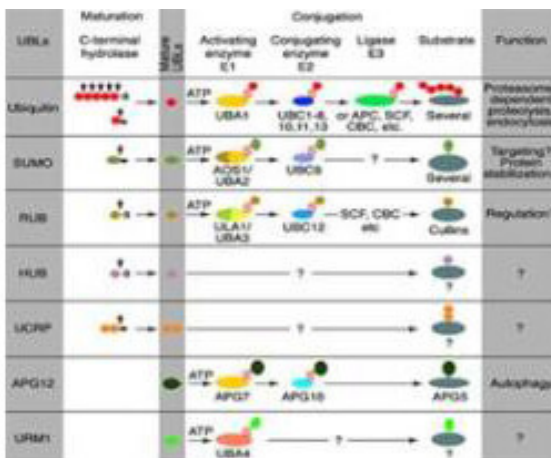 Maturation Conjugation
UBLs C-terminal hydrolase Mature UBLs Activating enzyme E1 Conjugating enzyme E2 Ligase E3 Substrate Function
Ubiquitin ATP UBA1 UBC1-8, 10,11,13 or APC, SCF, CBC, etc. Several Proteasome dependent proteolysis endocytosis
SUMO ATP AOS1/ UBA2 UBC9 ? Several Targeting? Protein stabilization
RUB ATP ULA1/ UBA3 UBC12 SCF, CBC etc Cullins Regulation
HUB ? ? ?
UCRP ? ? ?
APG12 ATP APG7 APG10 APG5 Autophagy
URM1 ATP UBA4 ? ? ?